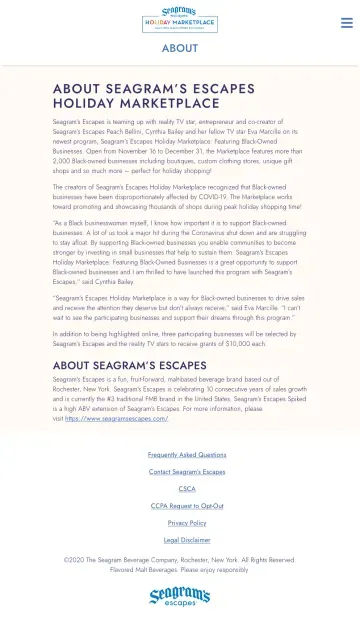 Seagram's
escapes
HOLIDAY MARKETPLACE
ABOUT
ABOUT SEAGRAM'S ESCAPES
HOLIDAY MARKETPLACE
Seagram's Escapes is teaming up with reality TV star, entrepreneur and co-creator of
Seagram's Escapes Peach Bellini, Cynthia Bailey and her fellow TV star Eva Marcille on its
newest program, Seagram's Escapes Holiday Marketplace: Featuring Black-Owned
Businesses. Open from November 16 to December 31, the Marketplace features more than
2,000 Black-owned businesses including boutiques, custom clothing stores, unique gift
shops and so much more – perfect for holiday shopping!
The creators of Seagram's Escapes Holiday Marketplace recognized that Black-owned
businesses have been disproportionately affected by COVID-19. The Marketplace works
toward promoting and showcasing thousands of shops during peak holiday shopping time!
"As a Black businesswoman myself, I know how important it is to support Black-owned
businesses. A lot of us took a major hit during the Coronavirus shut down and are struggling
to stay afloat. By supporting Black-owned businesses you enable communities to become
stronger by investing in small businesses that help to sustain them. Seagram's Escapes
Holiday Marketplace: Featuring Black-Owned Businesses is a great opportunity to support
Black-owned businesses and I am thrilled to have launched this program with Seagram's
Escapes." said Cynthia Bailey.
"Seagram's Escapes Holiday Marketplace is a way for Black-owned businesses to drive sales
and receive the attention they deserve but don't always receive," said Eva Marcille. "I can't
wait to see the participating businesses and support their dreams through this program."
In addition to being highlighted online, three participating businesses will be selected by
Seagram's Escapes and the reality TV stars to receive grants of $10,000 each.
ABOUT SEAGRAM'S ESCAPES
Seagram's Escapes is a fun, fruit-forward, malt-based beverage brand based out of
Rochester, New York. Seagram's Escapes is celebrating 10 consecutive years of sales growth
and is currently the #3 traditional FMB brand in the United States. Seagram's Escapes Spiked
is a high ABV extension of Seagram's Escapes. For more information, please
visit https://www.seagramsescapes.com/.
Frequently Asked Questions
Contact Seagram's Escapes
CSCA
CCPA Request to Opt-Out
Privacy Policy
Legal Disclaimer
©2020 The Seagram Beverage Company, Rochester, New York. All Rights Reserved.
Flavored Malt Beverages. Please enjoy responsibly
Seagram's
escapes